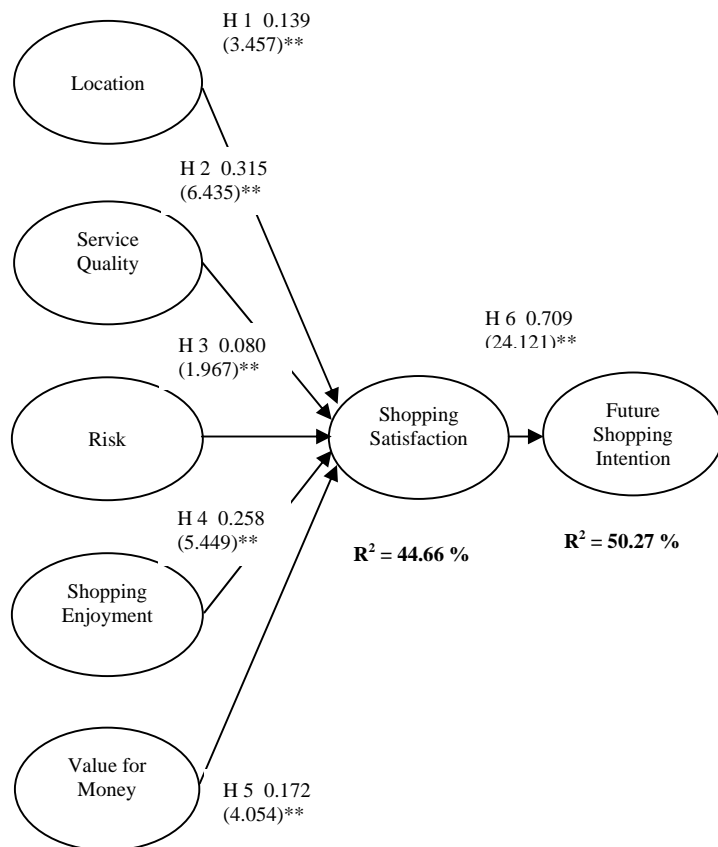 H 1 0.139
(3.457)**
Location
H 2 0.315
(6.435)**
Service
Quality
H 6 0.709
(24.121)**
H 3 0.080
(1.967)**
Risk
Shopping
Satisfaction
Future
Shopping
Intention
H 4 0.258
(5.449)**
R² = 44.66 %
R² = 50.27 %
Shopping
Enjoyment
Value for
Money
H 5 0.172
(4.054)**